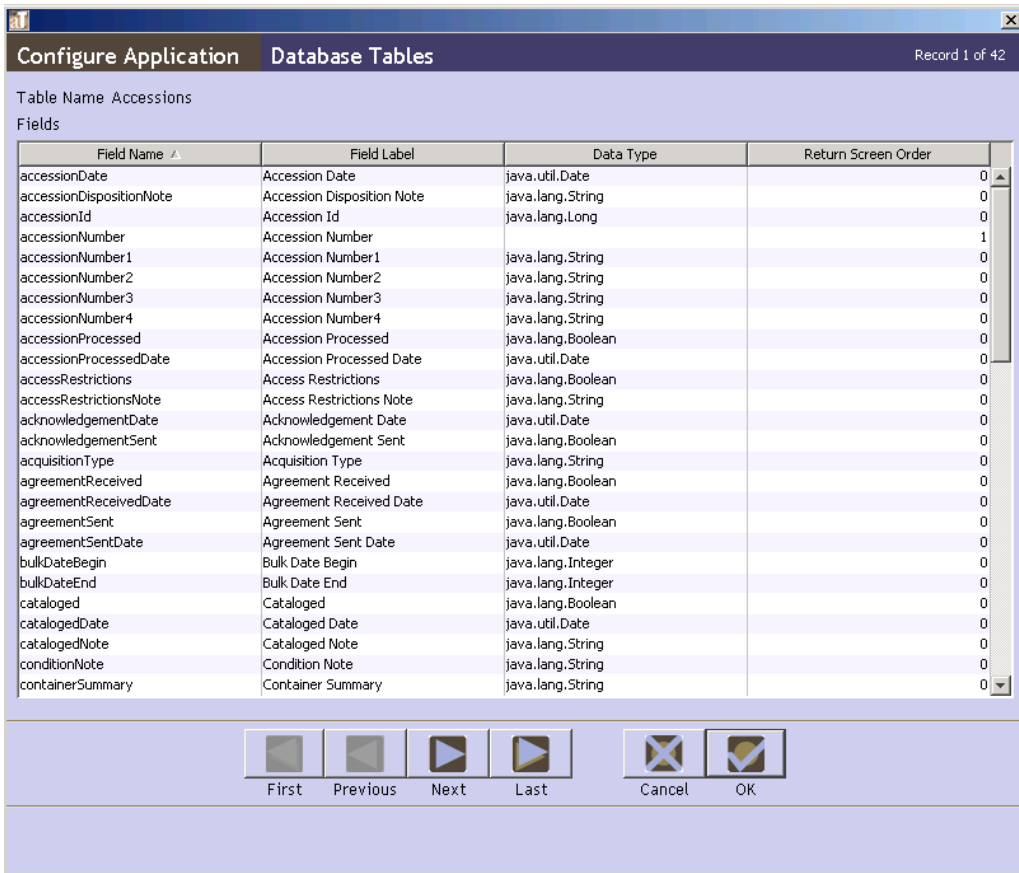 aT
Configure Application Database Tables Record 1 of 42
Table Name Accessions
Fields
Field Name Field Label Data Type Return Screen Order
accessionDate Accession Date java.util.Date 0
accessionDispositionNote Accession Disposition Note java.lang.String 0
accessionId Accession Id java.lang.Long 0
accessionNumber Accession Number 1
accessionNumber1 Accession Number1 java.lang.String 0
accessionNumber2 Accession Number2 java.lang.String 0
accessionNumber3 Accession Number3 java.lang.String 0
accessionNumber4 Accession Number4 java.lang.String 0
accessionProcessed Accession Processed java.lang.Boolean 0
accessionProcessedDate Accession Processed Date java.util.Date 0
accessRestrictions Access Restrictions java.lang.Boolean 0
accessRestrictionsNote Access Restrictions Note java.lang.String 0
acknowledgementDate Acknowledgement Date java.util.Date 0
acknowledgementSent Acknowledgement Sent java.lang.Boolean 0
acquisitionType Acquisition Type java.lang.String 0
agreementReceived Agreement Received java.lang.Boolean 0
agreementReceivedDate Agreement Received Date java.util.Date 0
agreementSent Agreement Sent java.lang.Boolean 0
agreementSentDate Agreement Sent Date java.util.Date 0
bulkDateBegin Bulk Date Begin java.lang.Integer 0
bulkDateEnd Bulk Date End java.lang.Integer 0
cataloged Cataloged java.lang.Boolean 0
catalogedDate Cataloged Date java.util.Date 0
catalogedNote Cataloged Note java.lang.String 0
conditionNote Condition Note java.lang.String 0
containerSummary Container Summary java.lang.String 0
First Previous Next Last Cancel OK